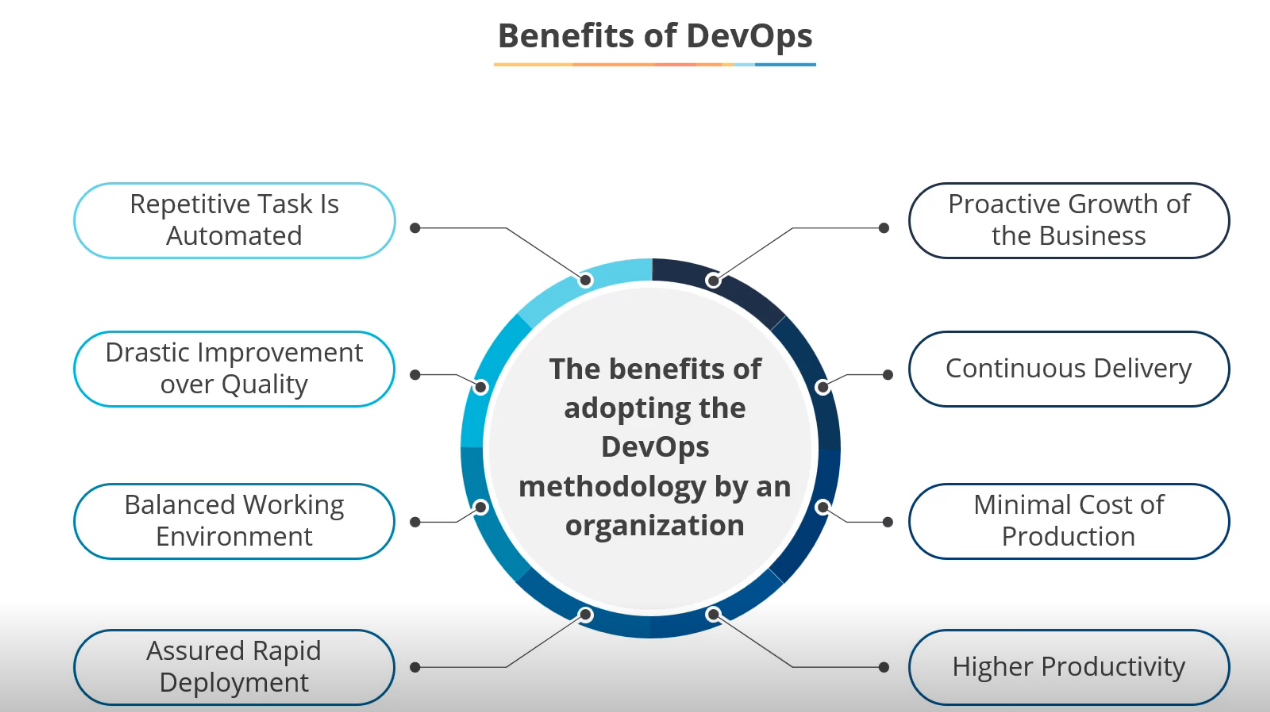 Benefits of DevOps
Repetitive Task Is
Automated
Drastic Improvement
over Quality
Balanced Working
Environment
Assured Rapid
Deployment
The benefits of
adopting the
DevOps
methodology by an
organization
Proactive Growth of
the Business
Continuous Delivery
Minimal Cost of
Production
Higher Productivity